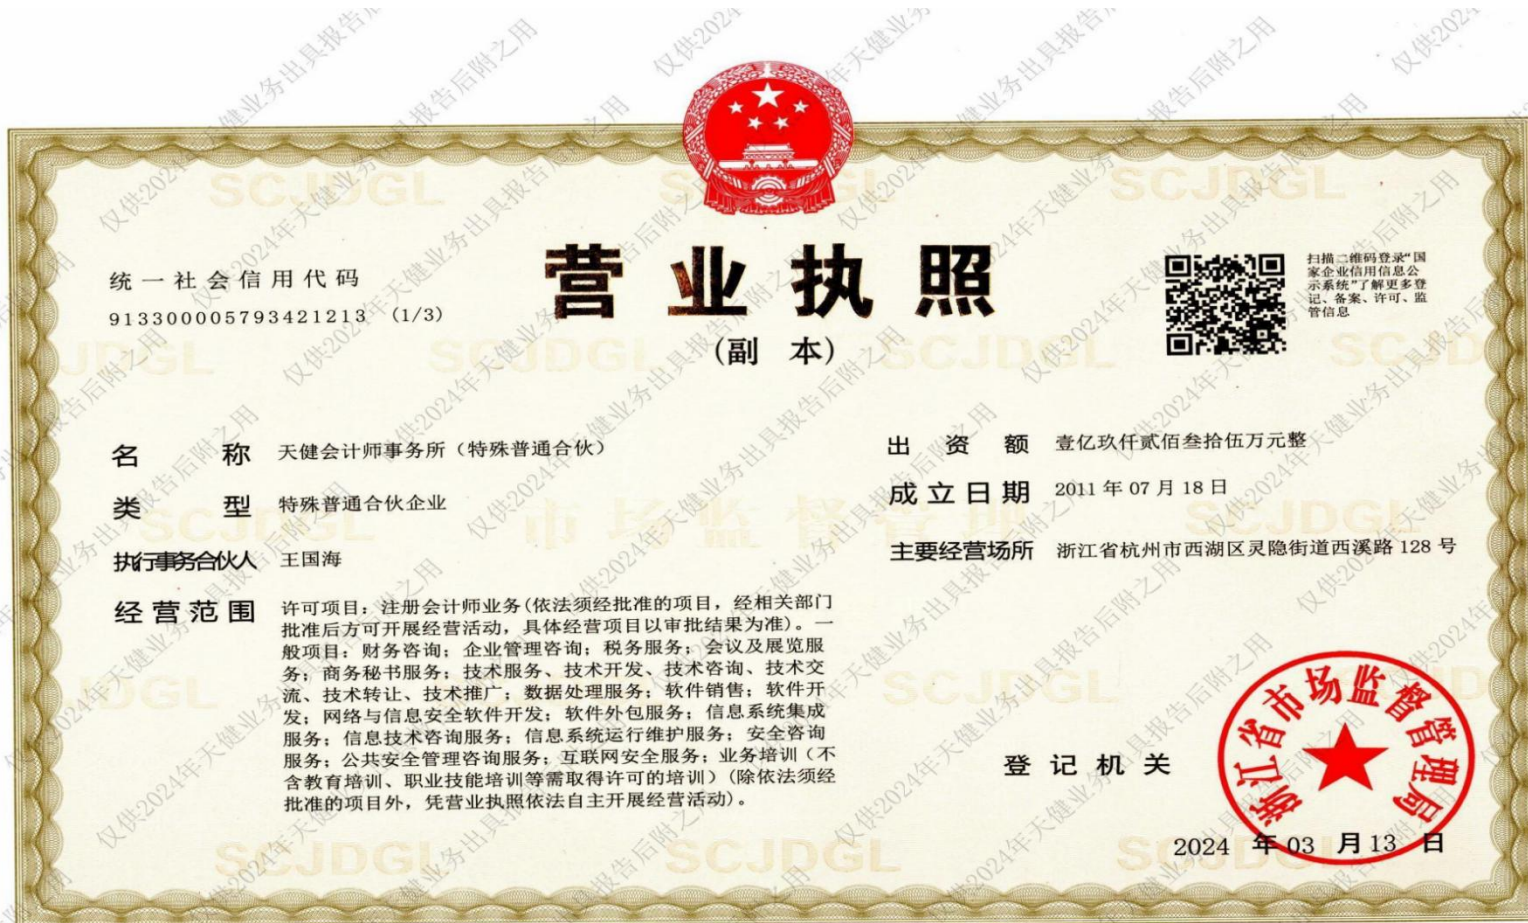 仅供2024年天健业务出具报告后附之用
SCJDGL
市场监督管理
营业执照
(副 本)
统一社会信用代码
913300005793421213 (1/3)
扫描二维码登录“国
家企业信用信息公
示系统”了解更多登
记、备案、许可、监
管信息
名 称 天健会计师事务所（特殊普通合伙）
类 型 特殊普通合伙企业
执行事务合伙人 王国海
经营范围 许可项目：注册会计师业务(依法须经批准的项目，经相关部门
批准后方可开展经营活动，具体经营项目以审批结果为准)。一
般项目：财务咨询；企业管理咨询；税务服务；会议及展览服
务；商务秘书服务；技术服务、技术开发、技术咨询、技术交
流、技术转让、技术推广；数据处理服务；软件销售；软件开
发；网络与信息安全软件开发；软件外包服务；信息系统集成
服务；信息技术咨询服务；信息系统运行维护服务；安全咨询
服务；公共安全管理咨询服务；互联网安全服务；业务培训（不
含教育培训、职业技能培训等需取得许可的培训）(除依法须经
批准的项目外，凭营业执照依法自主开展经营活动)。
出 资 额 壹亿玖仟贰佰叁拾伍万元整
成立日期 2011年07月18日
主要经营场所 浙江省杭州市西湖区灵隐街道西溪路128号
登记机关
浙江省市场监督管理局
2024 年03 月13 日